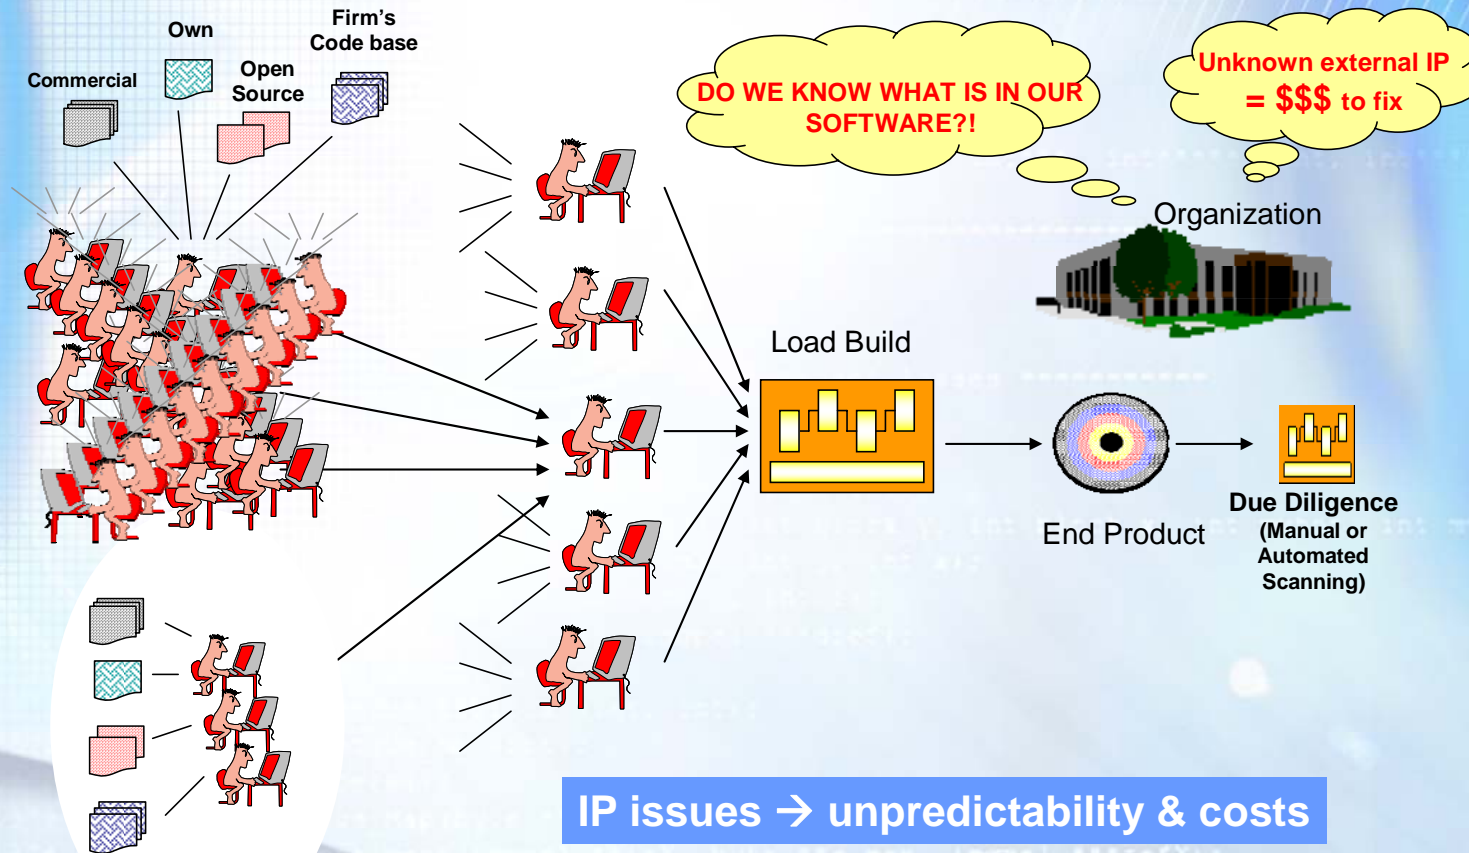 Own
Firm's
Code base
Commercial
Open
Source
DO WE KNOW WHAT IS IN OUR
SOFTWARE?!
Unknown external IP
= $$$ to fix
Organization
Load Build
End Product
Due Diligence
(Manual or
Automated
Scanning)
IP issues → unpredictability & costs